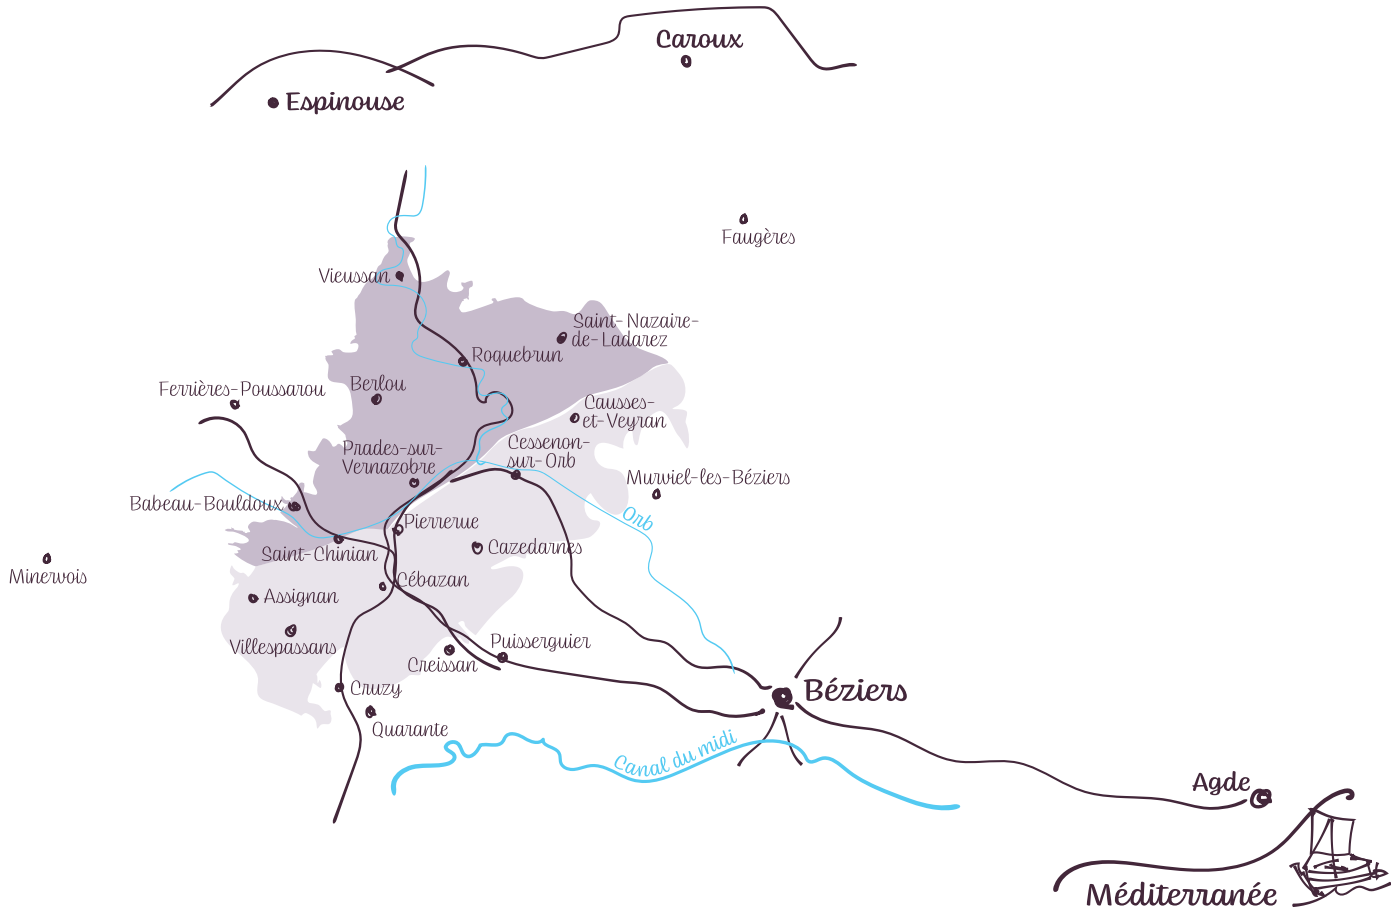 Caroux
Espinouse
Faugères
Vieussan
Saint-Nazaire-
de-Ladarez
Roquebrun
Ferrières-Poussarou
Berlou
Causses-
et-Veyran
Prades-sur-
Vernazobre
Cessenon-
sur-Orb
Murviel-les-Béziers
Babeau-Bouldoux
Orb
Pierrerue
Saint-Chinian
Cazedarnes
Minervois
Cébazan
Assignan
Villespassans
Puisserguier
Creissan
Cruzy
Béziers
Quarante
Canal du midi
Agde
Méditerranée